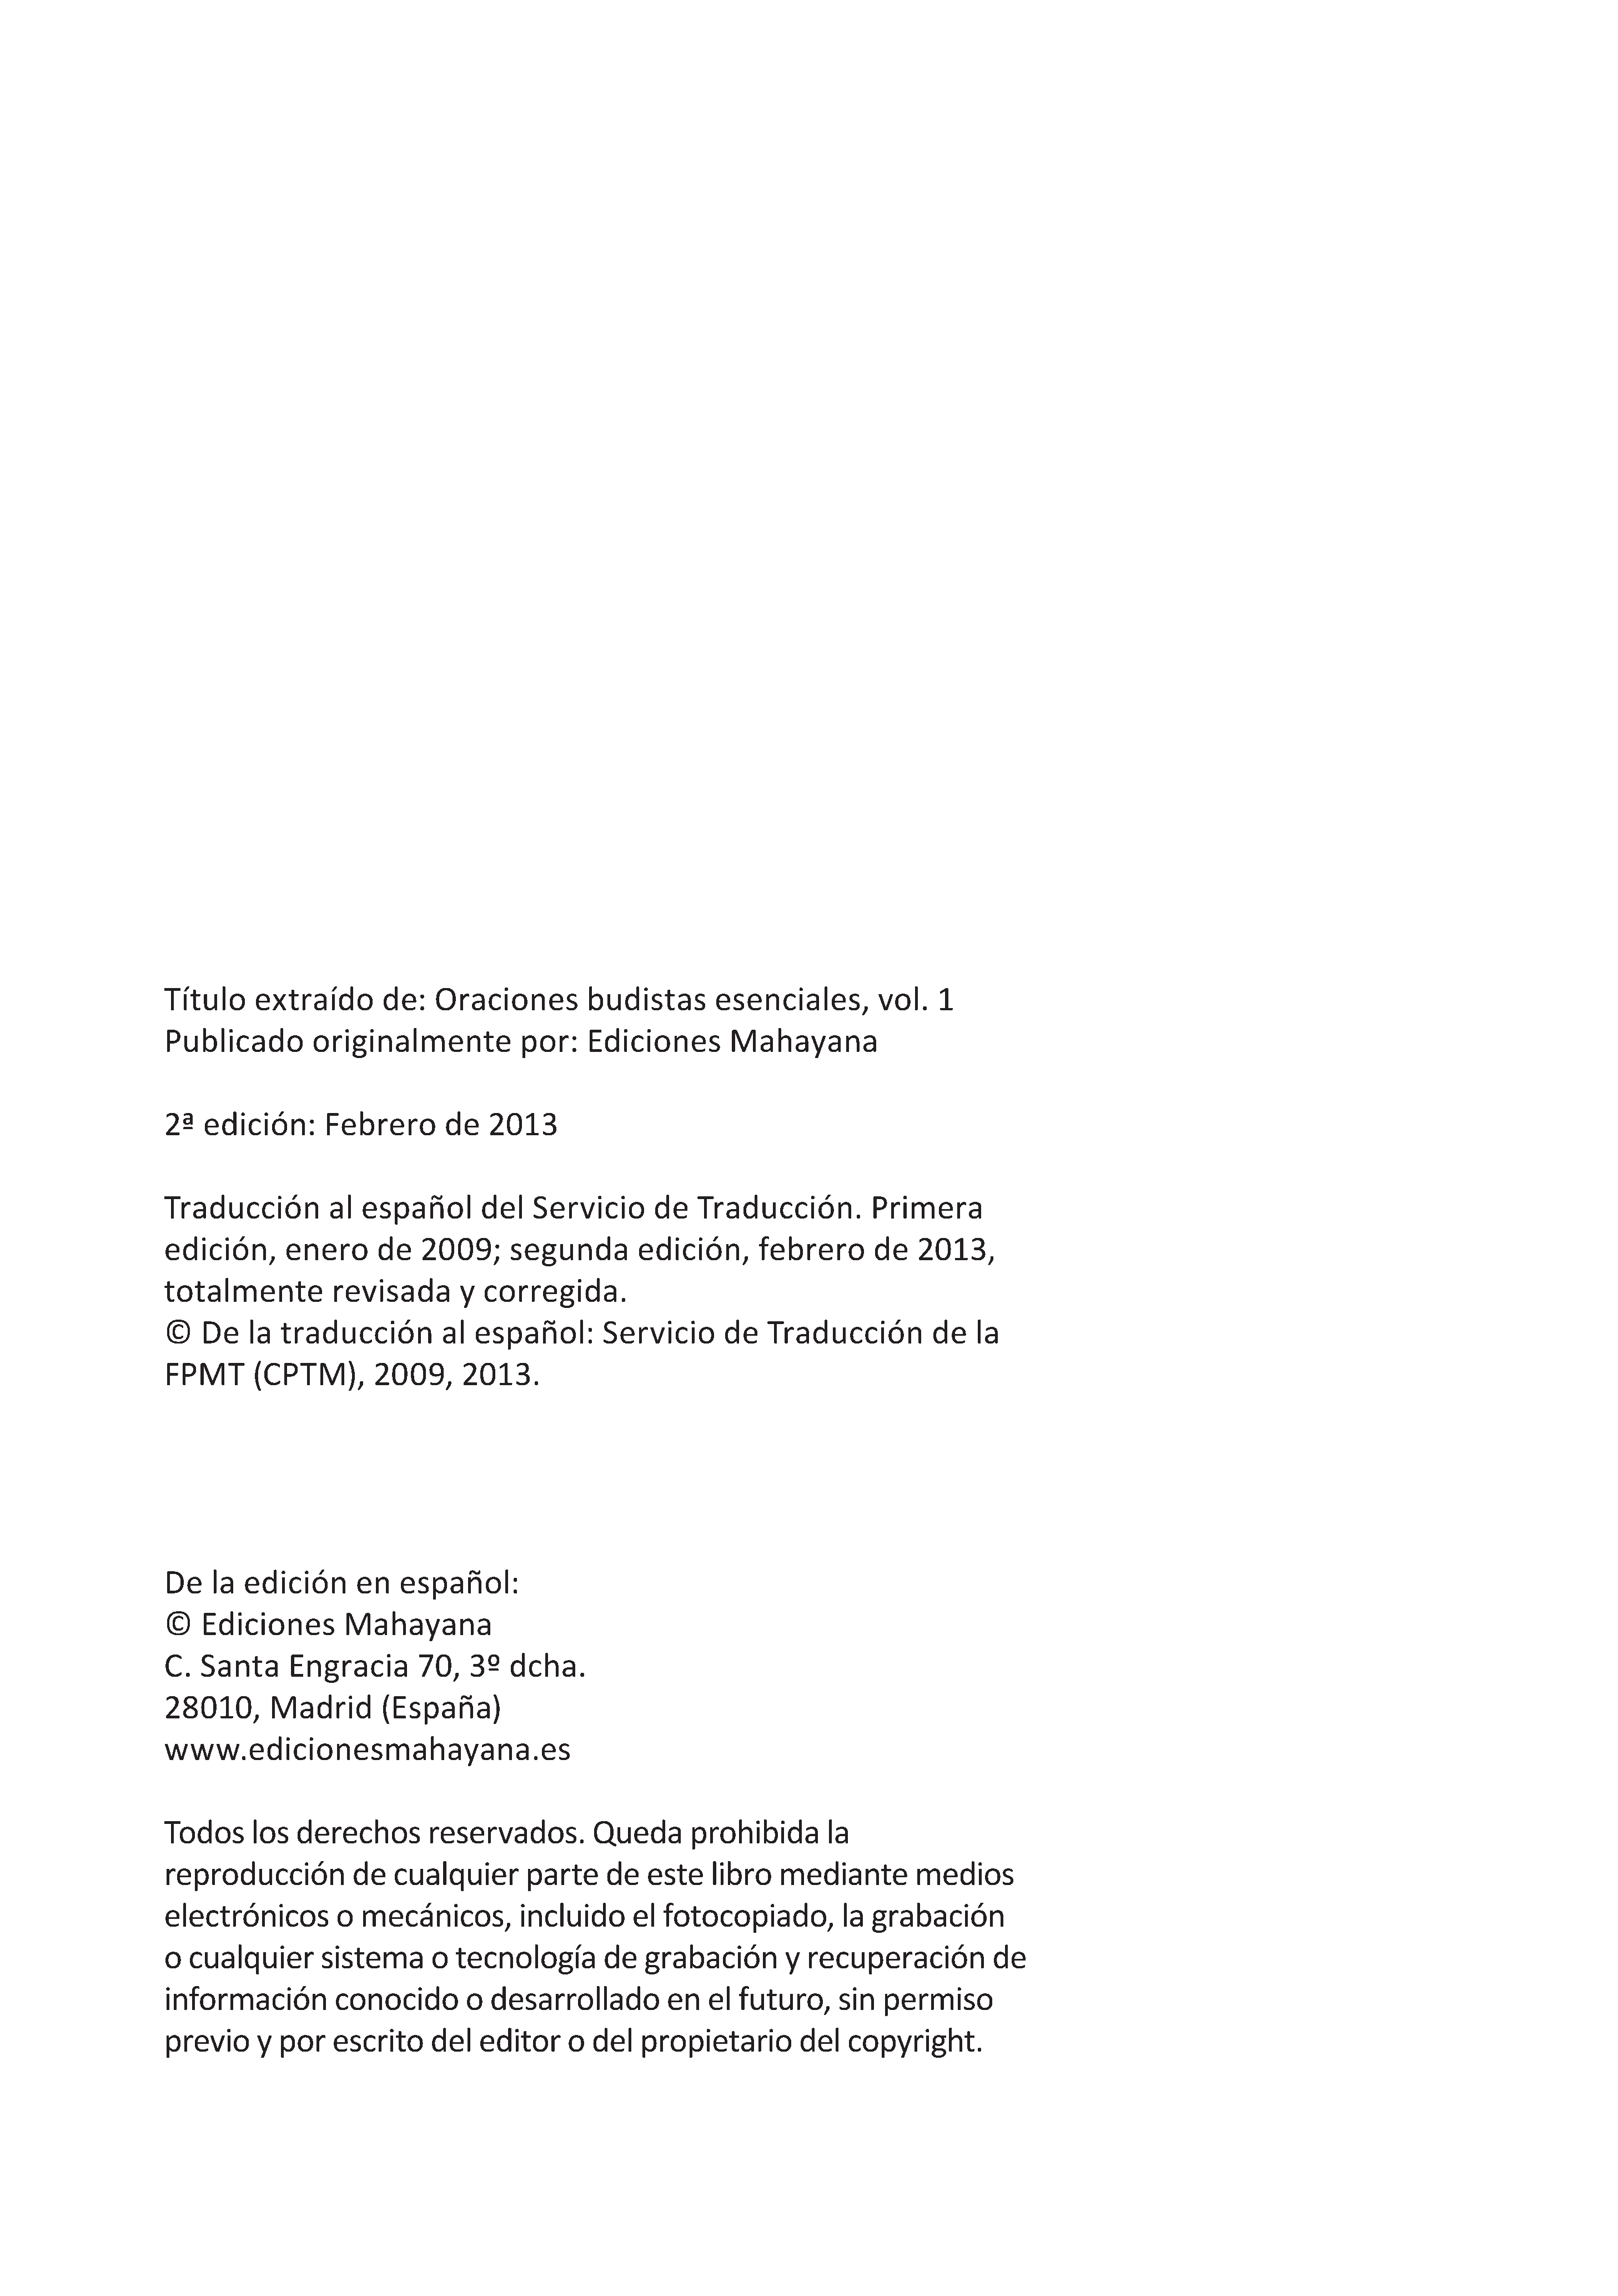 Título extraído de: Oraciones budistas esenciales, vol. 1
Publicado originalmente por: Ediciones Mahayana
2ª edición: Febrero de 2013
Traducción al español del Servicio de Traducción. Primera
edición, enero de 2009; segunda edición, febrero de 2013,
totalmente revisada y corregida.
© De la traducción al español: Servicio de Traducción de la
FPMT (CPTM), 2009, 2013.
De la edición en español:
© Ediciones Mahayana
C. Santa Engracia 70, 3º dcha.
28010, Madrid (España)
www.edicionesmahayana.es
Todos los derechos reservados. Queda prohibida la
reproducción de cualquier parte de este libro mediante medios
electrónicos o mecánicos, incluido el fotocopiado, la grabación
o cualquier sistema o tecnología de grabación y recuperación de
información conocido o desarrollado en el futuro, sin permiso
previo y por escrito del editor o del propietario del copyright.